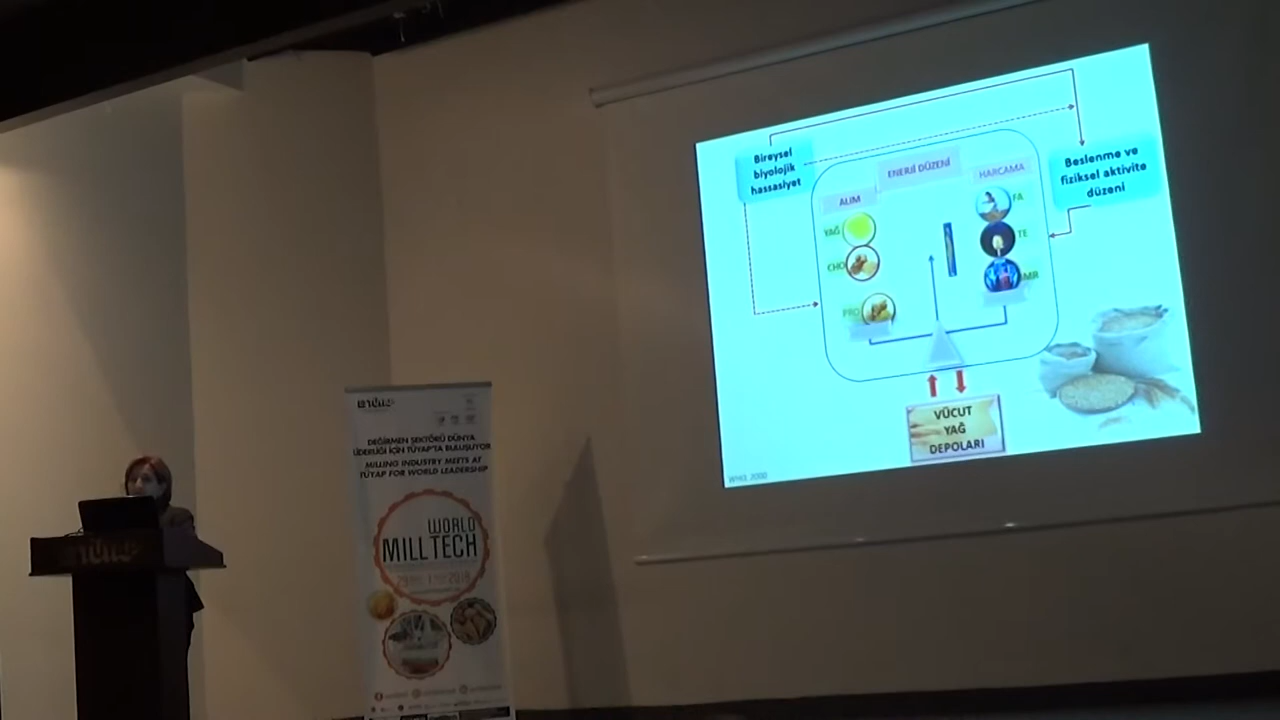 Bireysel
biyolojik
hassasiyet
ENERJİ DÜZENİ
HARCAMA
ALIM
YAĞ
CHO
PRO
FA
TE
MR
Beslenme ve
fiziksel aktivite
düzeni
VÜCUT
YAĞ
DEPOLARI
WHO, 2000
TÜYAP
DEĞİRMEN SEKTÖRÜ DÜNYA
LİDERLİĞİ İÇİN TÜYAP'TA BULUŞUYOR
MILLING INDUSTRY MEETS AT
TÜYAP FOR WORLD LEADERSHIP
WORLD
MILLTECH
TÜYAP